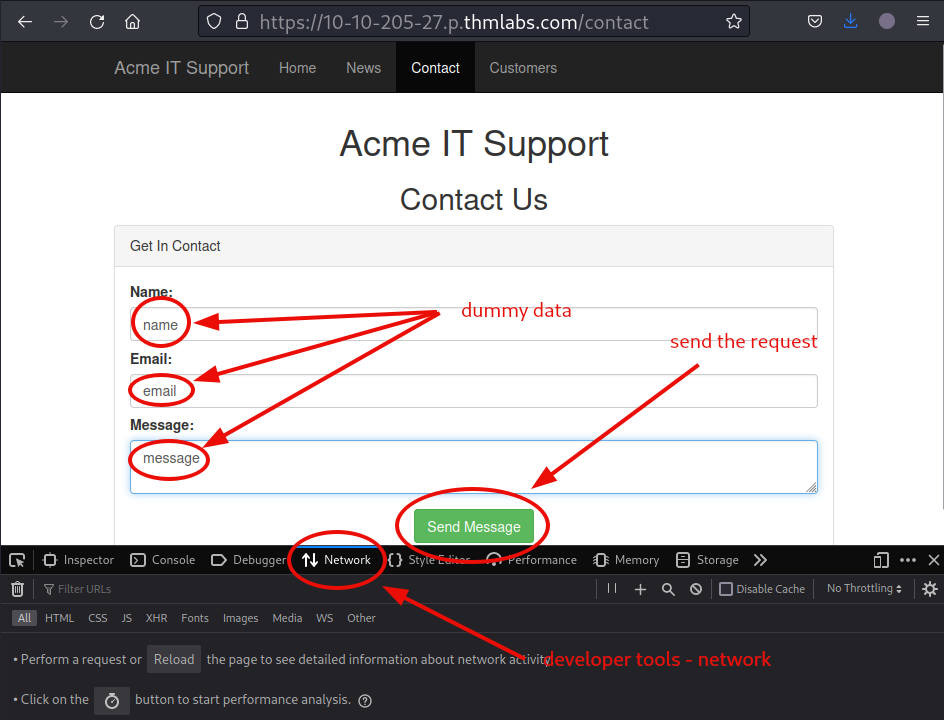 https://10-10-205-27.p.thmlabs.com/contact
Acme IT Support Home News Contact Customers
Acme IT Support
Contact Us
Get In Contact
Name:
name
dummy data
send the request
Email:
email
Message:
message
Send Message
Inspector Console Debugger Network Style Editor Performance Memory Storage
Filter URLs Disable Cache No Throttling
All HTML CSS JS XHR Fonts Images Media WS Other
• Perform a request or Reload the page to see detailed information about network activity
developer tools - network
• Click on the button to start performance analysis.